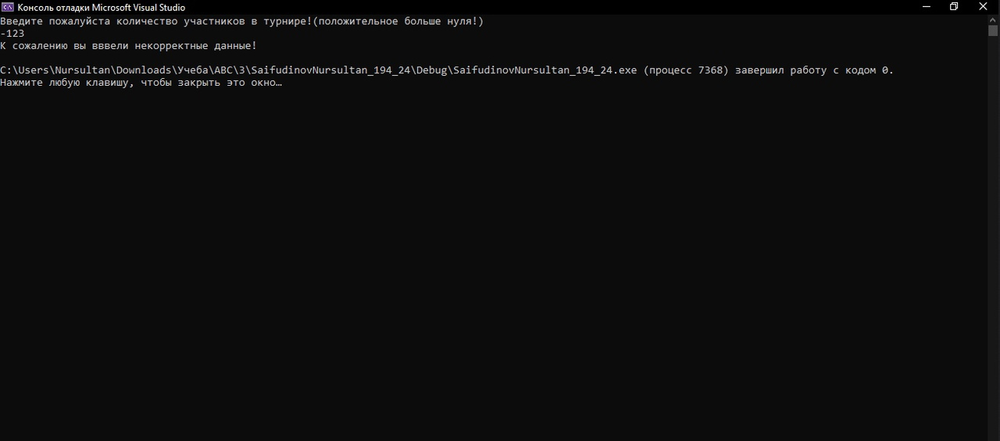 Консоль отладки Microsoft Visual Studio
Введите пожалуйста количество участников в турнире!(положительное больше нуля!)
-123
К сожалению вы вввели некорректные данные!
C:\Users\Nursultan\Downloads\Учеба\АВС\3\SaifudinovNursultan_194_24\Debug\SaifudinovNursultan_194_24.exe (процесс 7368) завершил работу с кодом 0.
Нажмите любую клавишу, чтобы закрыть это окно…